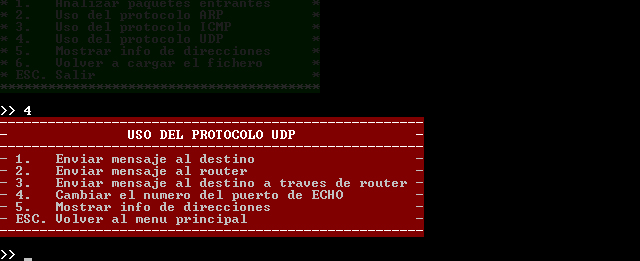 * 1.   Analizar paquetes entrantes     *
* 2.   Uso del protocolo ARP           *
* 3.   Uso del protocolo ICMP          *
* 4.   Uso del protocolo UDP           *
* 5.   Mostrar info de direcciones     *
* 6.   Volver a cargar el fichero      *
* ESC. Salir                           *
****************************************
>> 4
-----------------------------------------------------
-               USO DEL PROTOCOLO UDP               -
-----------------------------------------------------
- 1.   Enviar mensaje al destino                    -
- 2.   Enviar mensaje al router                     -
- 3.   Enviar mensaje al destino a traves de router -
- 4.   Cambiar el numero del puerto de ECHO         -
- 5.   Mostrar info de direcciones                  -
- ESC. Volver al menu principal                     -
-----------------------------------------------------
>> _